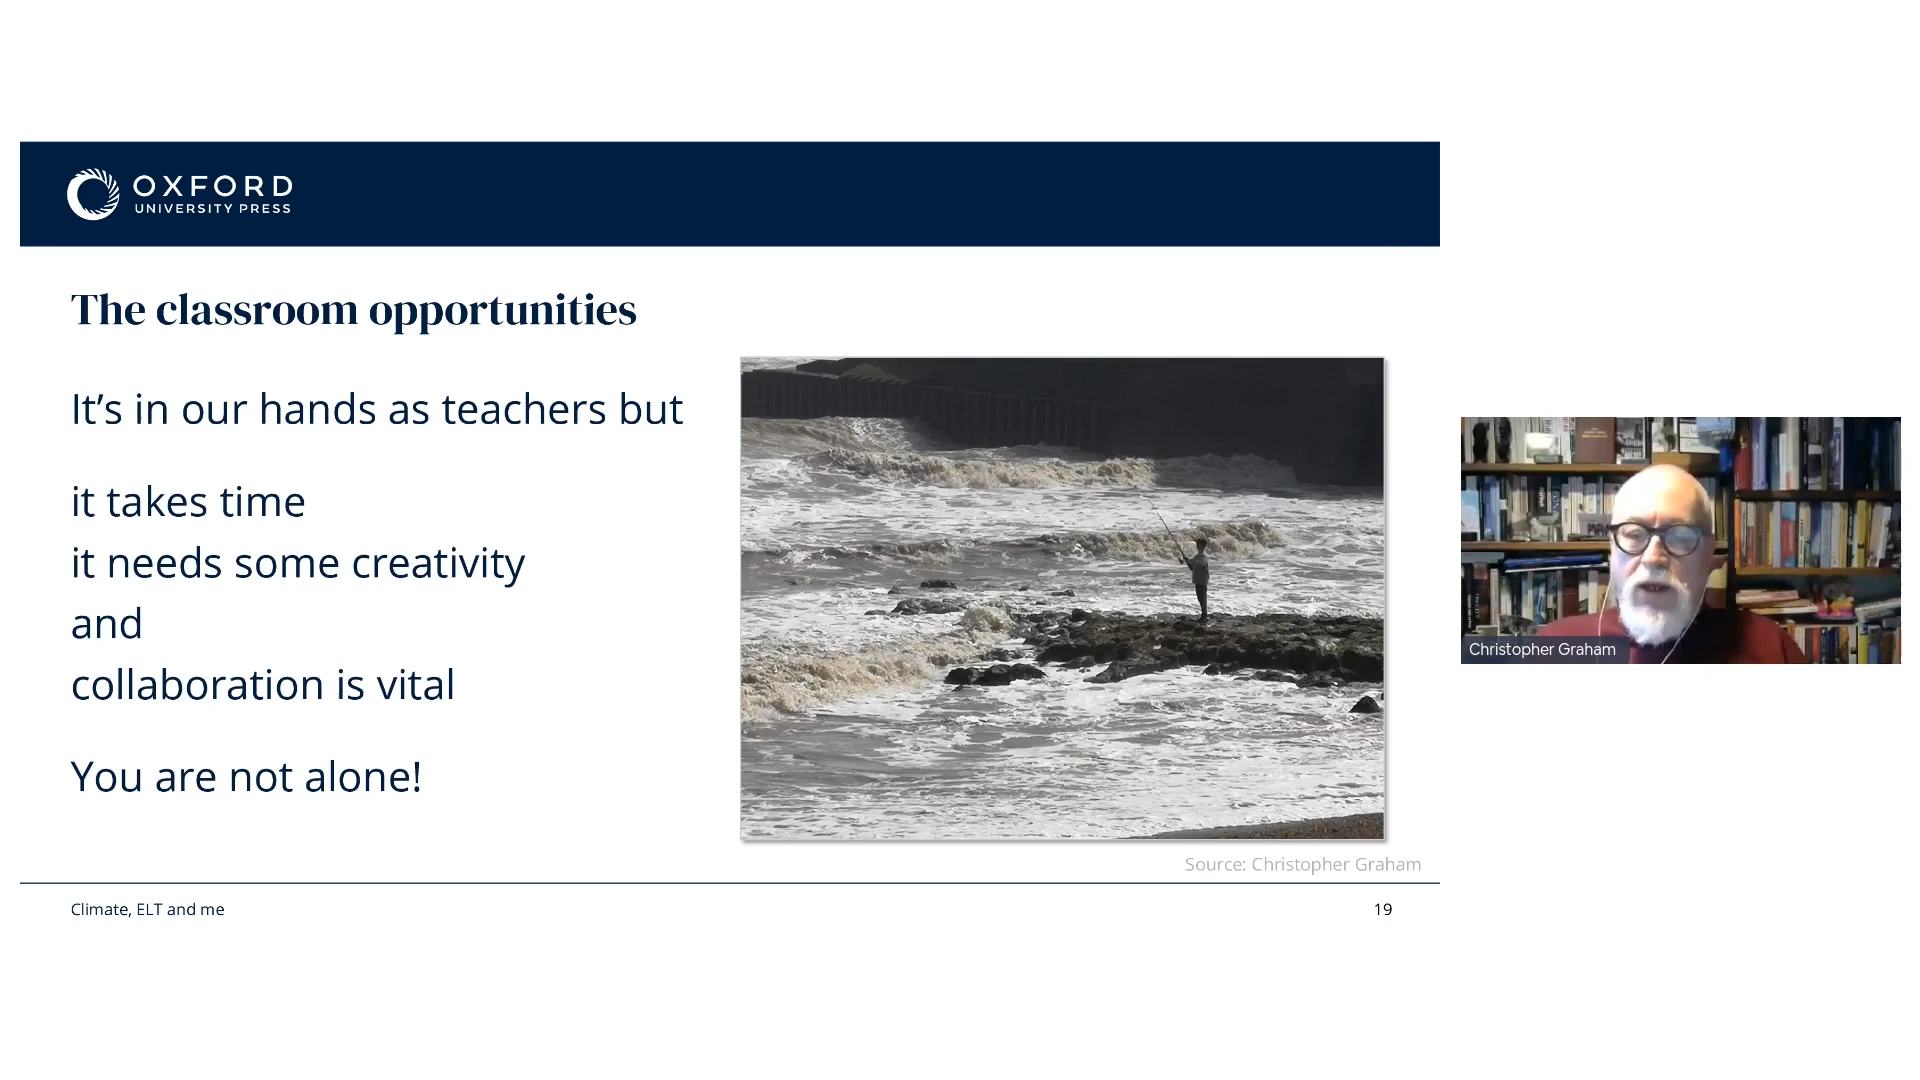 OXFORD
UNIVERSITY PRESS
The classroom opportunities
It’s in our hands as teachers but
it takes time
it needs some creativity
and
collaboration is vital
You are not alone!
Source: Christopher Graham
Climate, ELT and me
19
Christopher Graham